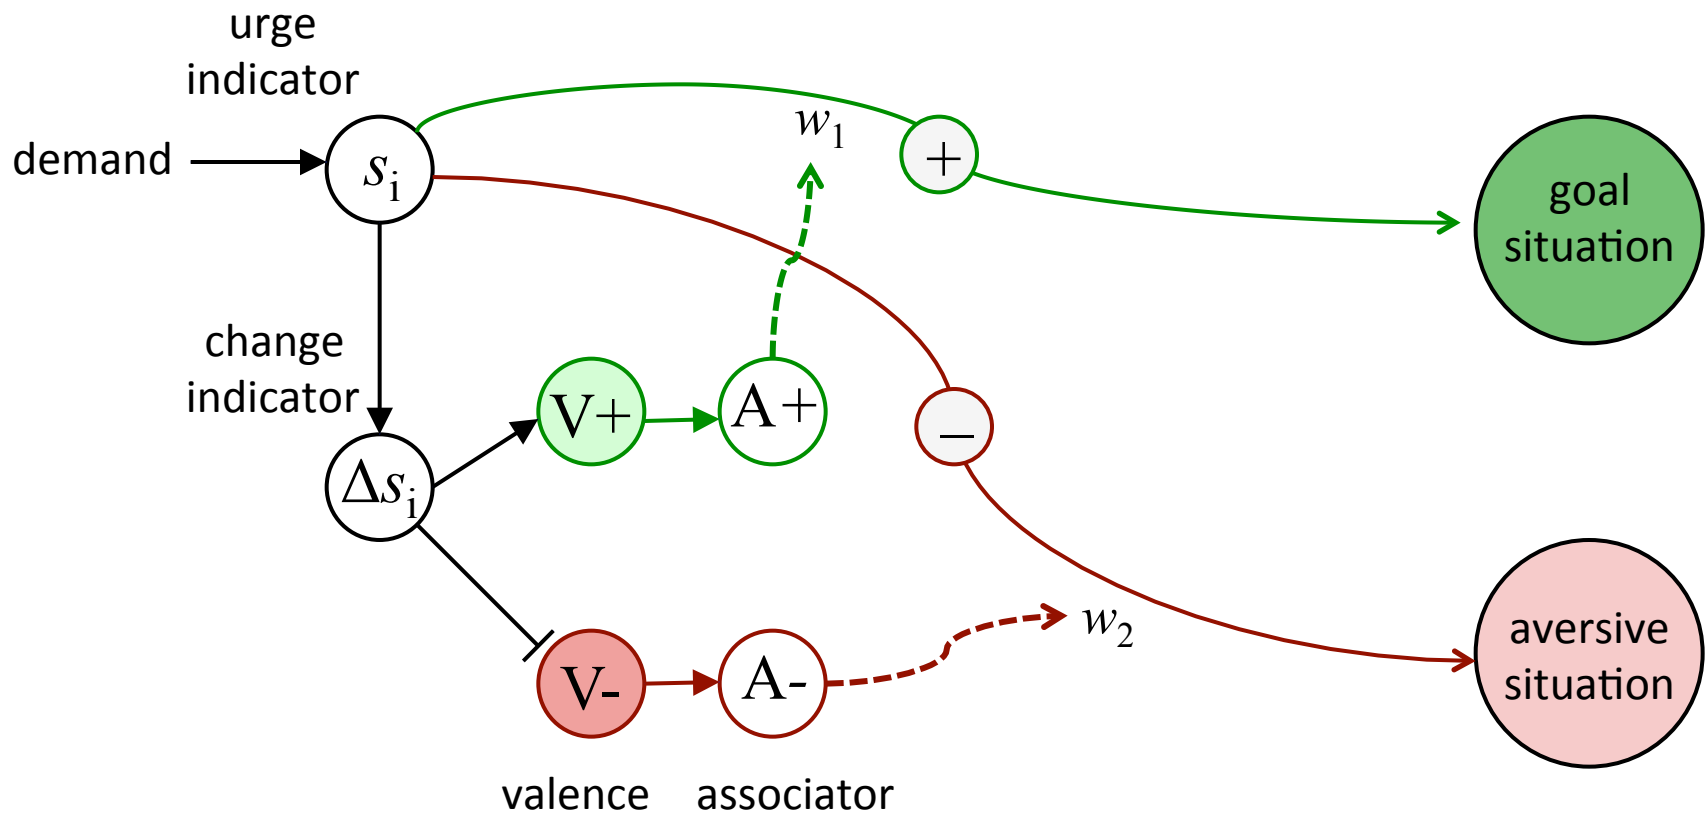 urge
indicator
demand
s_i
w_1
+
goal
situation
change
indicator
V+
A+
−
Δs_i
w_2
aversive
situation
V-
A-
valence
associator